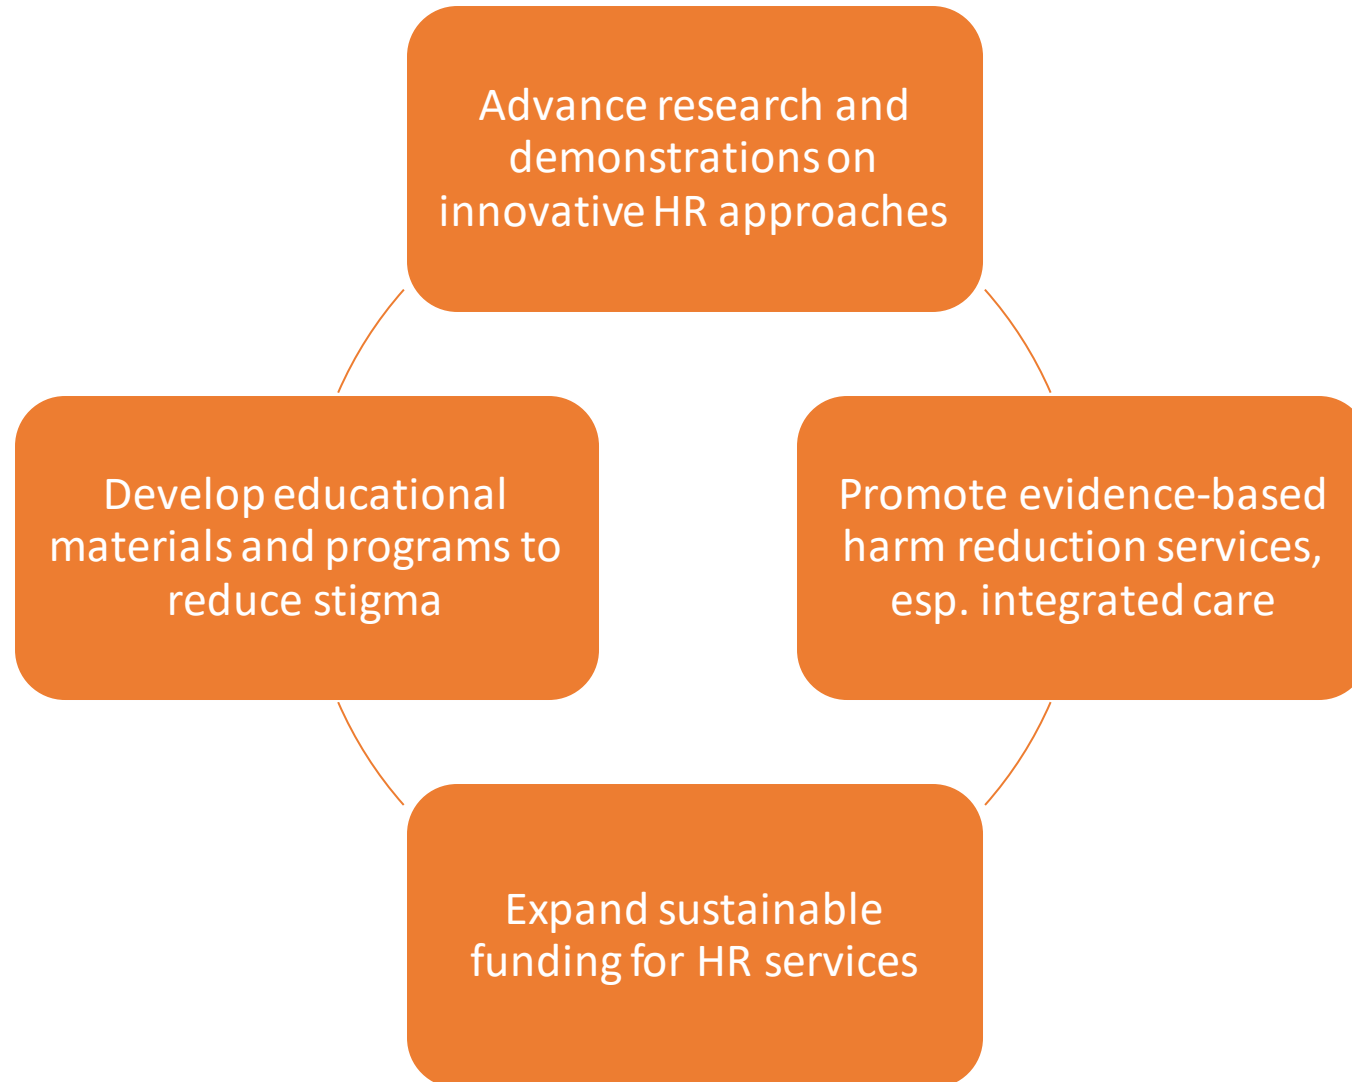 Advance research and
demonstrations on
innovative HR approaches
Promote evidence-based
harm reduction services,
esp. integrated care
Expand sustainable
funding for HR services
Develop educational
materials and programs to
reduce stigma